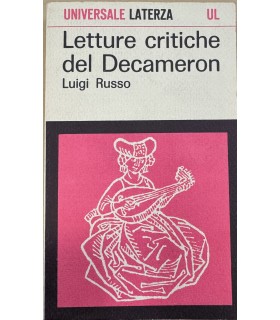 UNIVERSALE LATERZA UL
Letture critiche
del Decameron
Luigi Russo